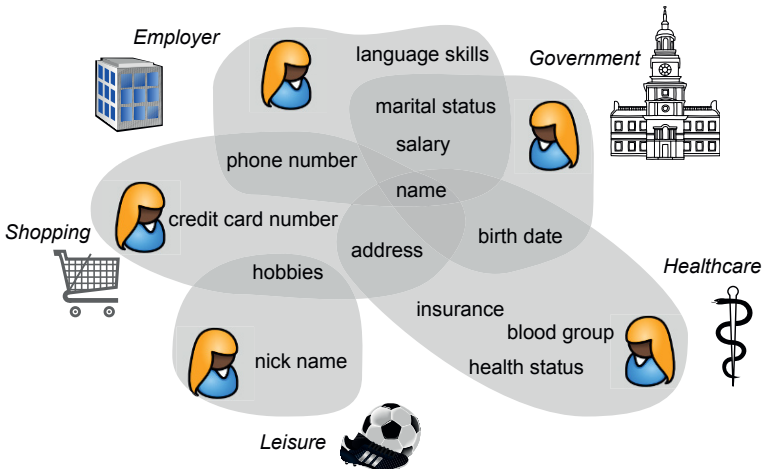 Employer
language skills
Government
marital status
salary
phone number
name
credit card number
Shopping
address
birth date
hobbies
Healthcare
insurance
blood group
nick name
health status
Leisure